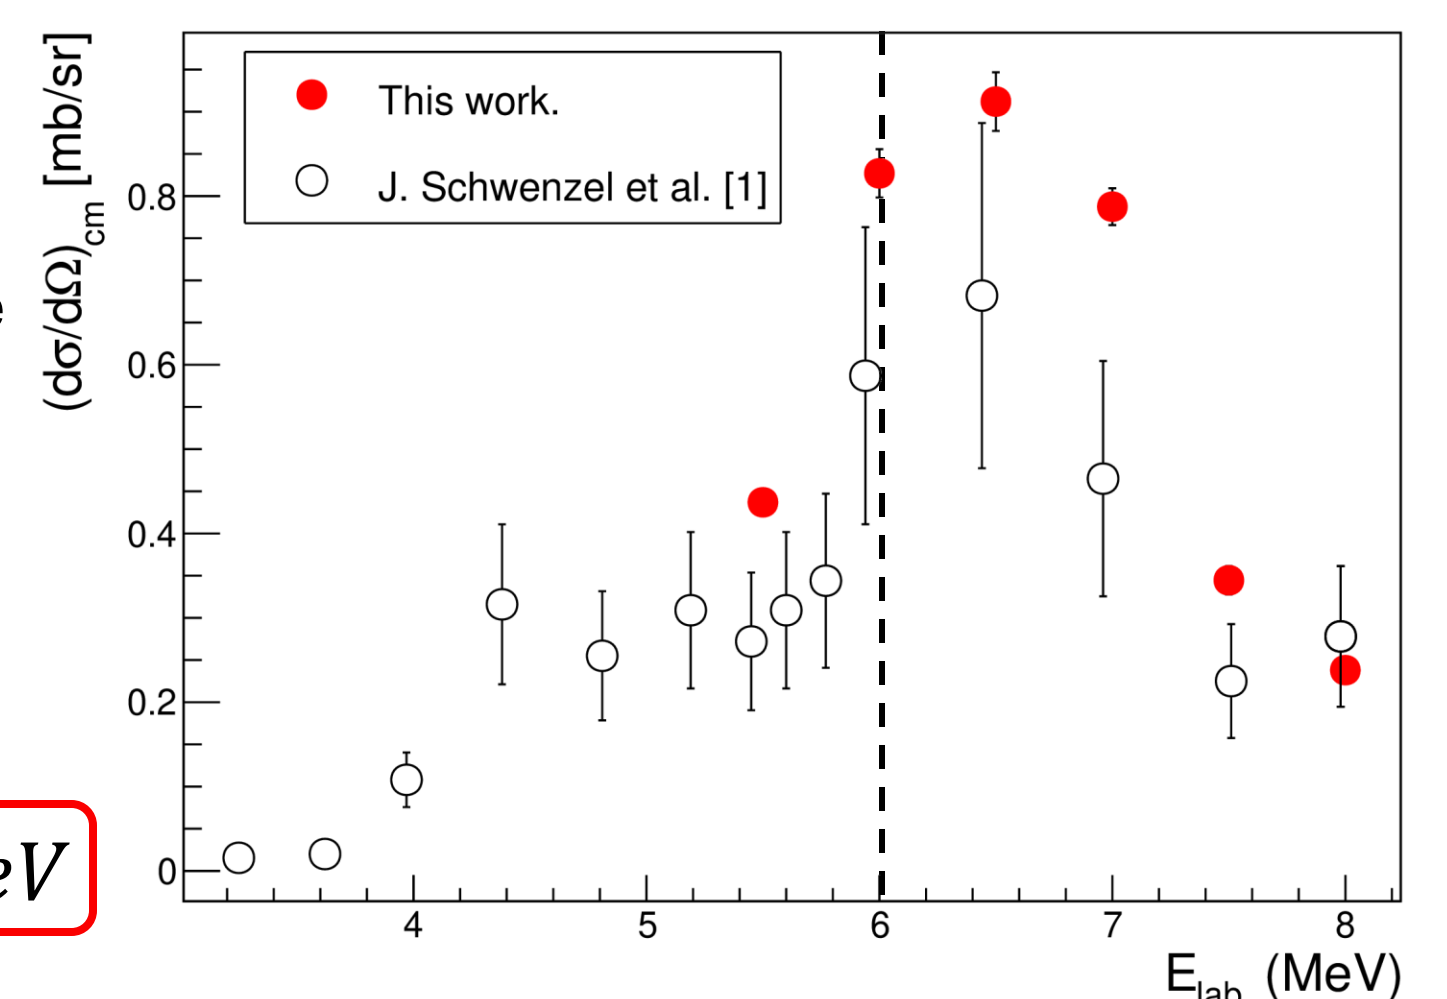 (dσ/dΩ)cm [mb/sr]
This work.
J. Schwenzel et al. [1]
0.8
0.6
0.4
0.2
0
4 5 6 7 8
Elab (MeV)
e
eV